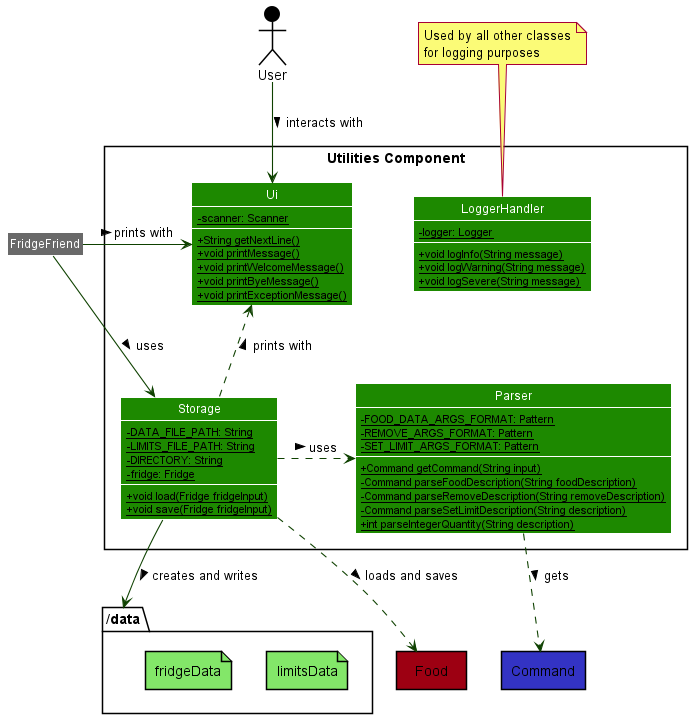 Used by all other classes
for logging purposes
User
interacts with
Utilities Component
Ui
-scanner: Scanner
+String getNextLine()
+void printMessage()
+void printWelcomeMessage()
+void printByeMessage()
+void printExceptionMessage()
LoggerHandler
-logger: Logger
+void logInfo(String message)
+void logWarning(String message)
+void logSevere(String message)
FridgeFriend
prints with
uses
prints with
Storage
-DATA_FILE_PATH: String
-LIMITS_FILE_PATH: String
-DIRECTORY: String
-fridge: Fridge
+void load(Fridge fridgeInput)
+void save(Fridge fridgeInput)
uses
Parser
-FOOD_DATA_ARGS_FORMAT: Pattern
-REMOVE_ARGS_FORMAT: Pattern
-SET_LIMIT_ARGS_FORMAT: Pattern
+Command getCommand(String input)
-Command parseFoodDescription(String foodDescription)
-Command parseRemoveDescription(String removeDescription)
-Command parseSetLimitDescription(String description)
+int parseIntegerQuantity(String description)
creates and writes
loads and saves
gets
/data
fridgeData
limitsData
Food
Command